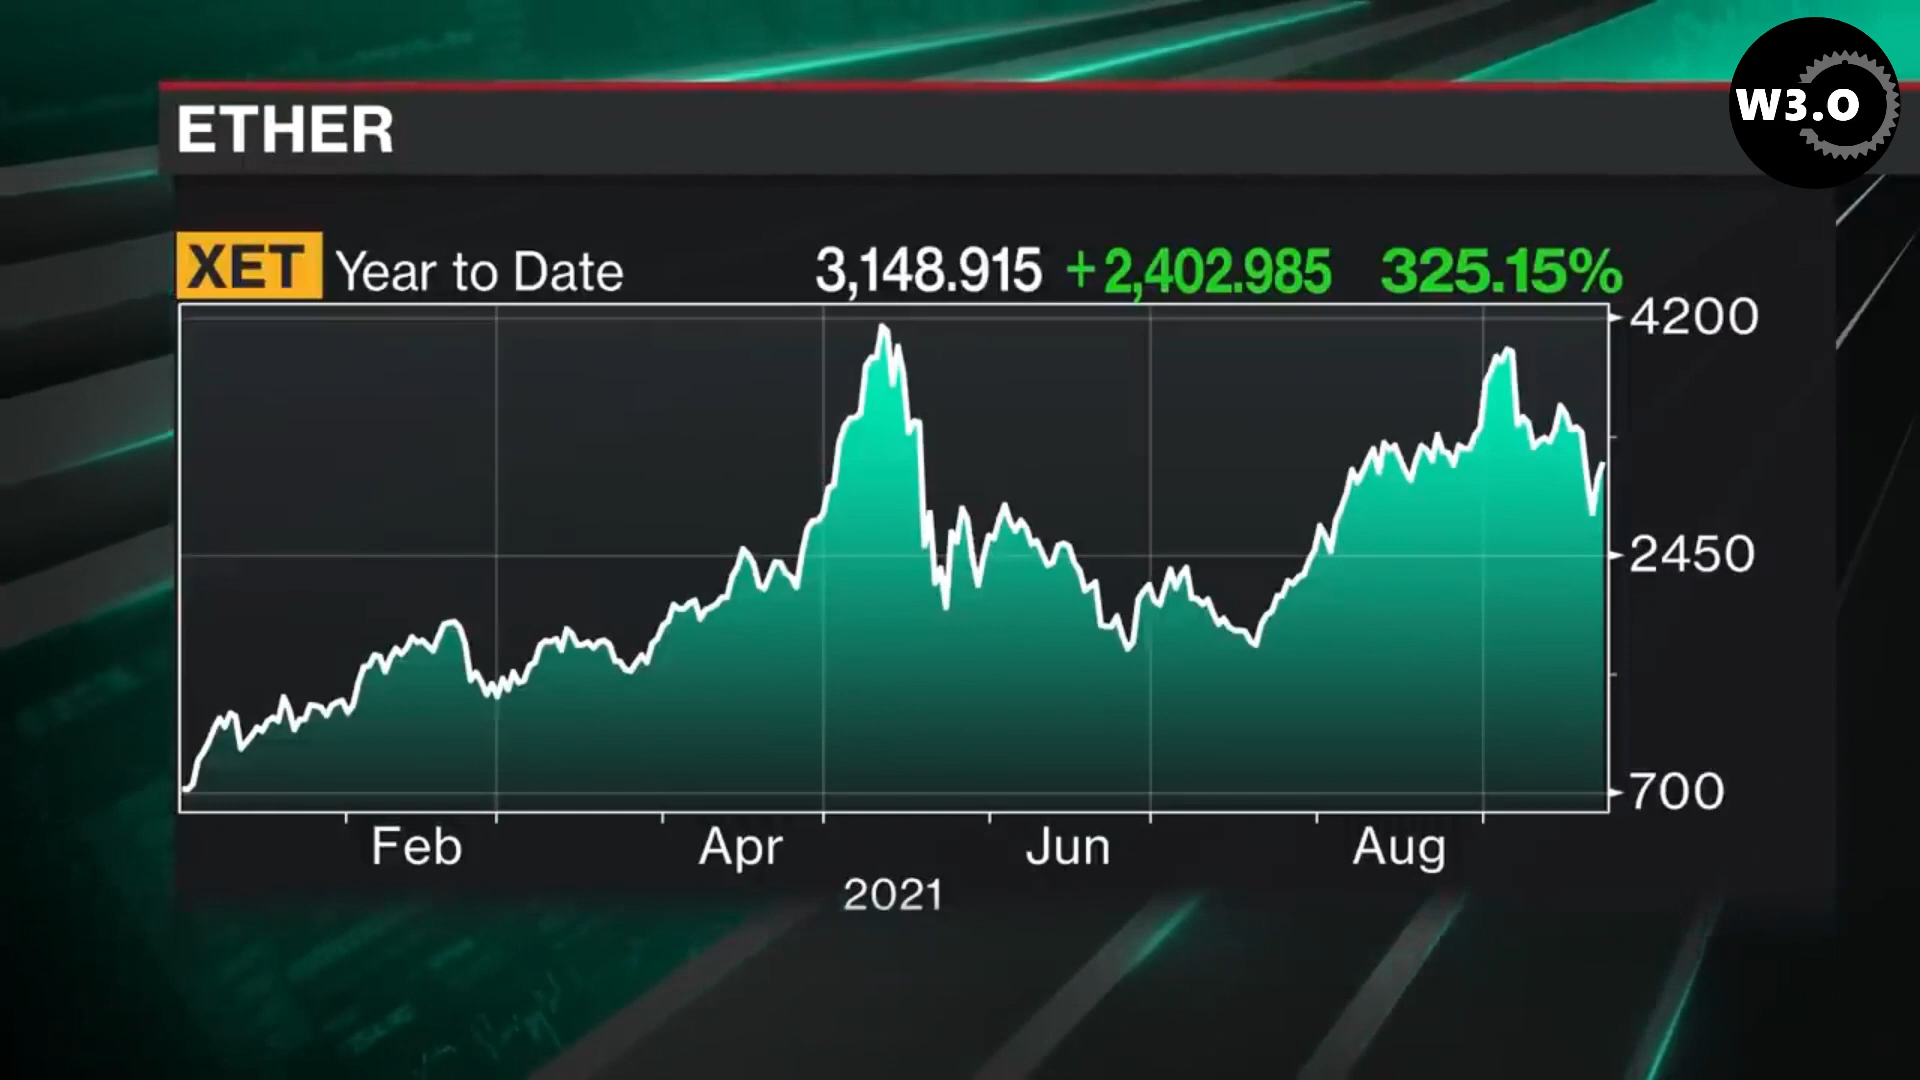 ETHER
W3.O
XET Year to Date 3,148.915 +2,402.985 325.15%
4200
2450
700
Feb Apr Jun Aug
2021